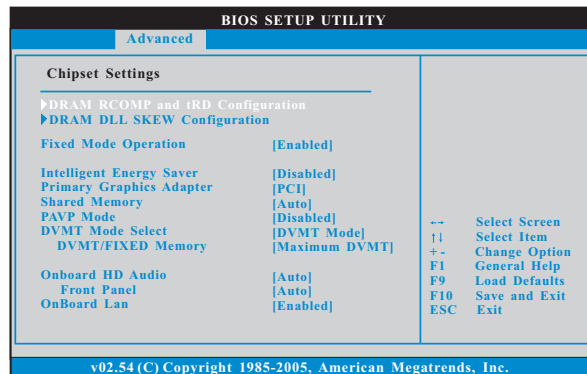 BIOS SETUP UTILITY
Advanced
Chipset Settings
DRAM RCOMP and tRD Configuration
DRAM DLL SKEW Configuration
Fixed Mode Operation [Enabled]
Intelligent Energy Saver [Disabled]
Primary Graphics Adapter [PCI]
Shared Memory [Auto]
PAVP Mode [Disabled]
DVMT Mode Select [DVMT Mode]
DVMT/FIXED Memory [Maximum DVMT]
Onboard HD Audio [Auto]
Front Panel [Auto]
OnBoard Lan [Enabled]
←→ Select Screen
↑↓ Select Item
+ - Change Option
F1 General Help
F9 Load Defaults
F10 Save and Exit
ESC Exit
v02.54 (C) Copyright 1985-2005, American Megatrends, Inc.